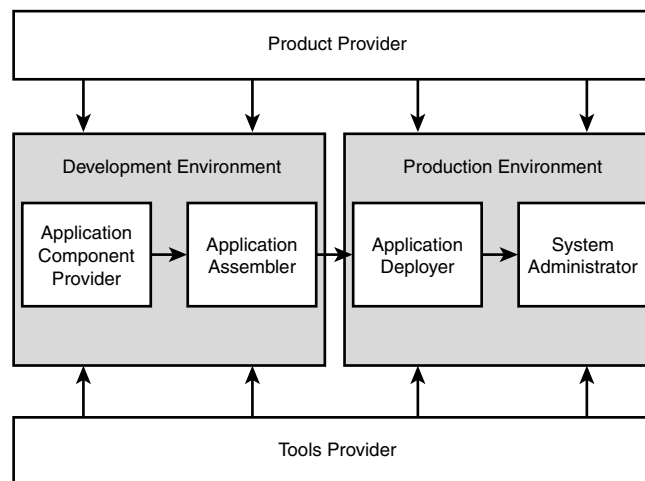 Product Provider
Development Environment
Production Environment
Application
Component
Provider
Application
Assembler
Application
Deployer
System
Administrator
Tools Provider